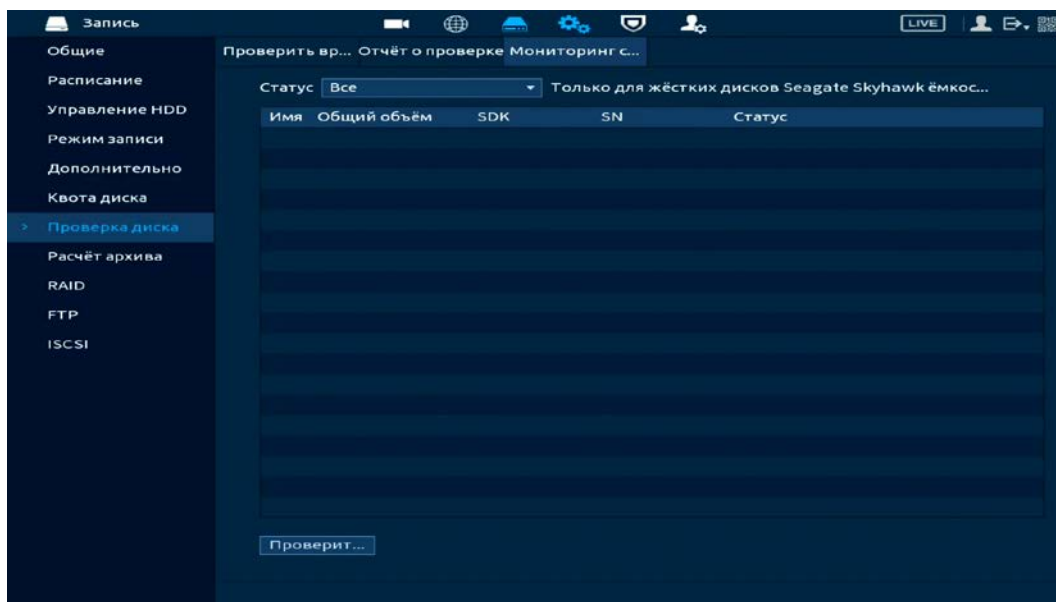 Запись
LIVE
Общие
Расписание
Управление HDD
Режим записи
Дополнительно
Квота диска
> Проверка диска
Расчёт архива
RAID
FTP
ISCSI
Проверить вр... Отчёт о проверке Мониторинг с...
Статус Все Только для жёстких дисков Seagate Skyhawk ёмкос...
Имя Общий объём SDK SN Статус
Проверит...